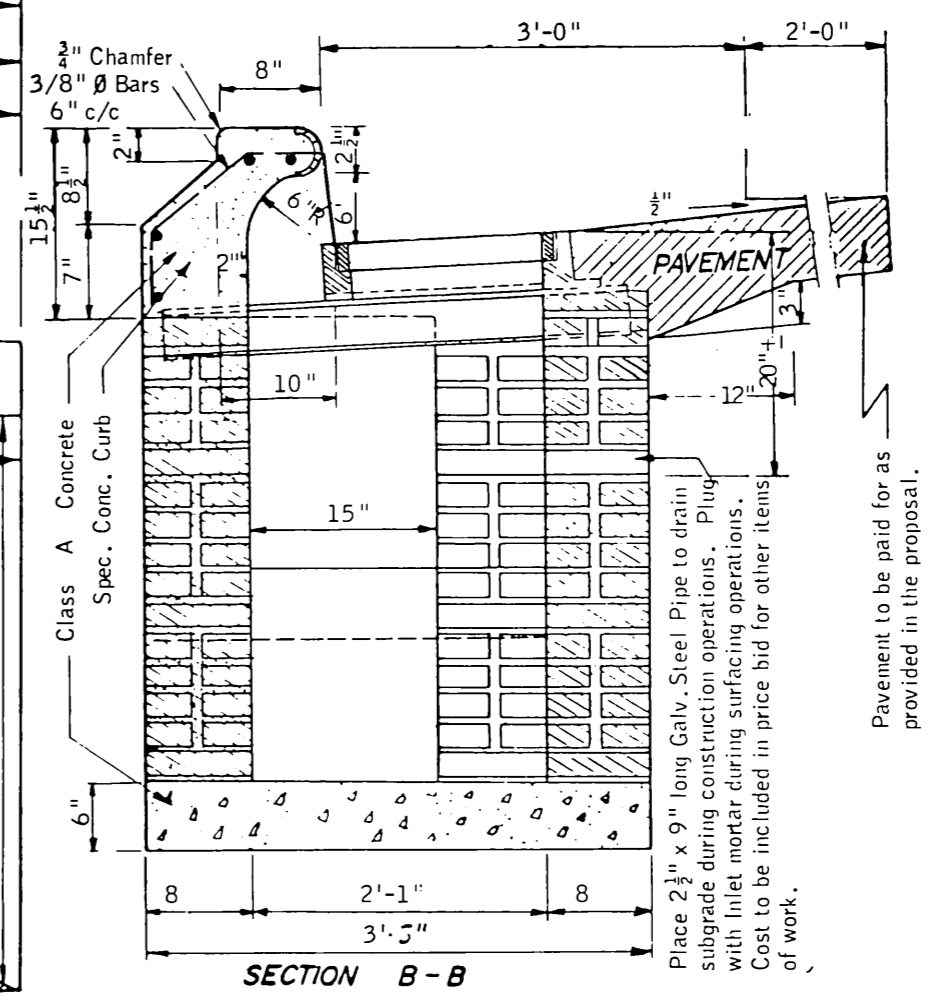 3'-0" 2'-0"
3/4" Chamfer
3/8" Ø Bars
6" c/c
8"
2"
8 1/2"
15 1/2"
7"
2 1/2"
6"
6"R
1/2"
2"
PAVEMENT
3"
20"±
10"
12"
15"
Class A Concrete
Spec. Conc. Curb
6"
8 2'-1" 8
SECTION B-B
Place 2 1/2" x 9" long Galv. Steel Pipe to drain
subgrade during construction operations. Plug
with Inlet mortar during surfacing operations.
Cost to be included in price bid for other items
of work.
Pavement to be paid for as
provided in the proposal.